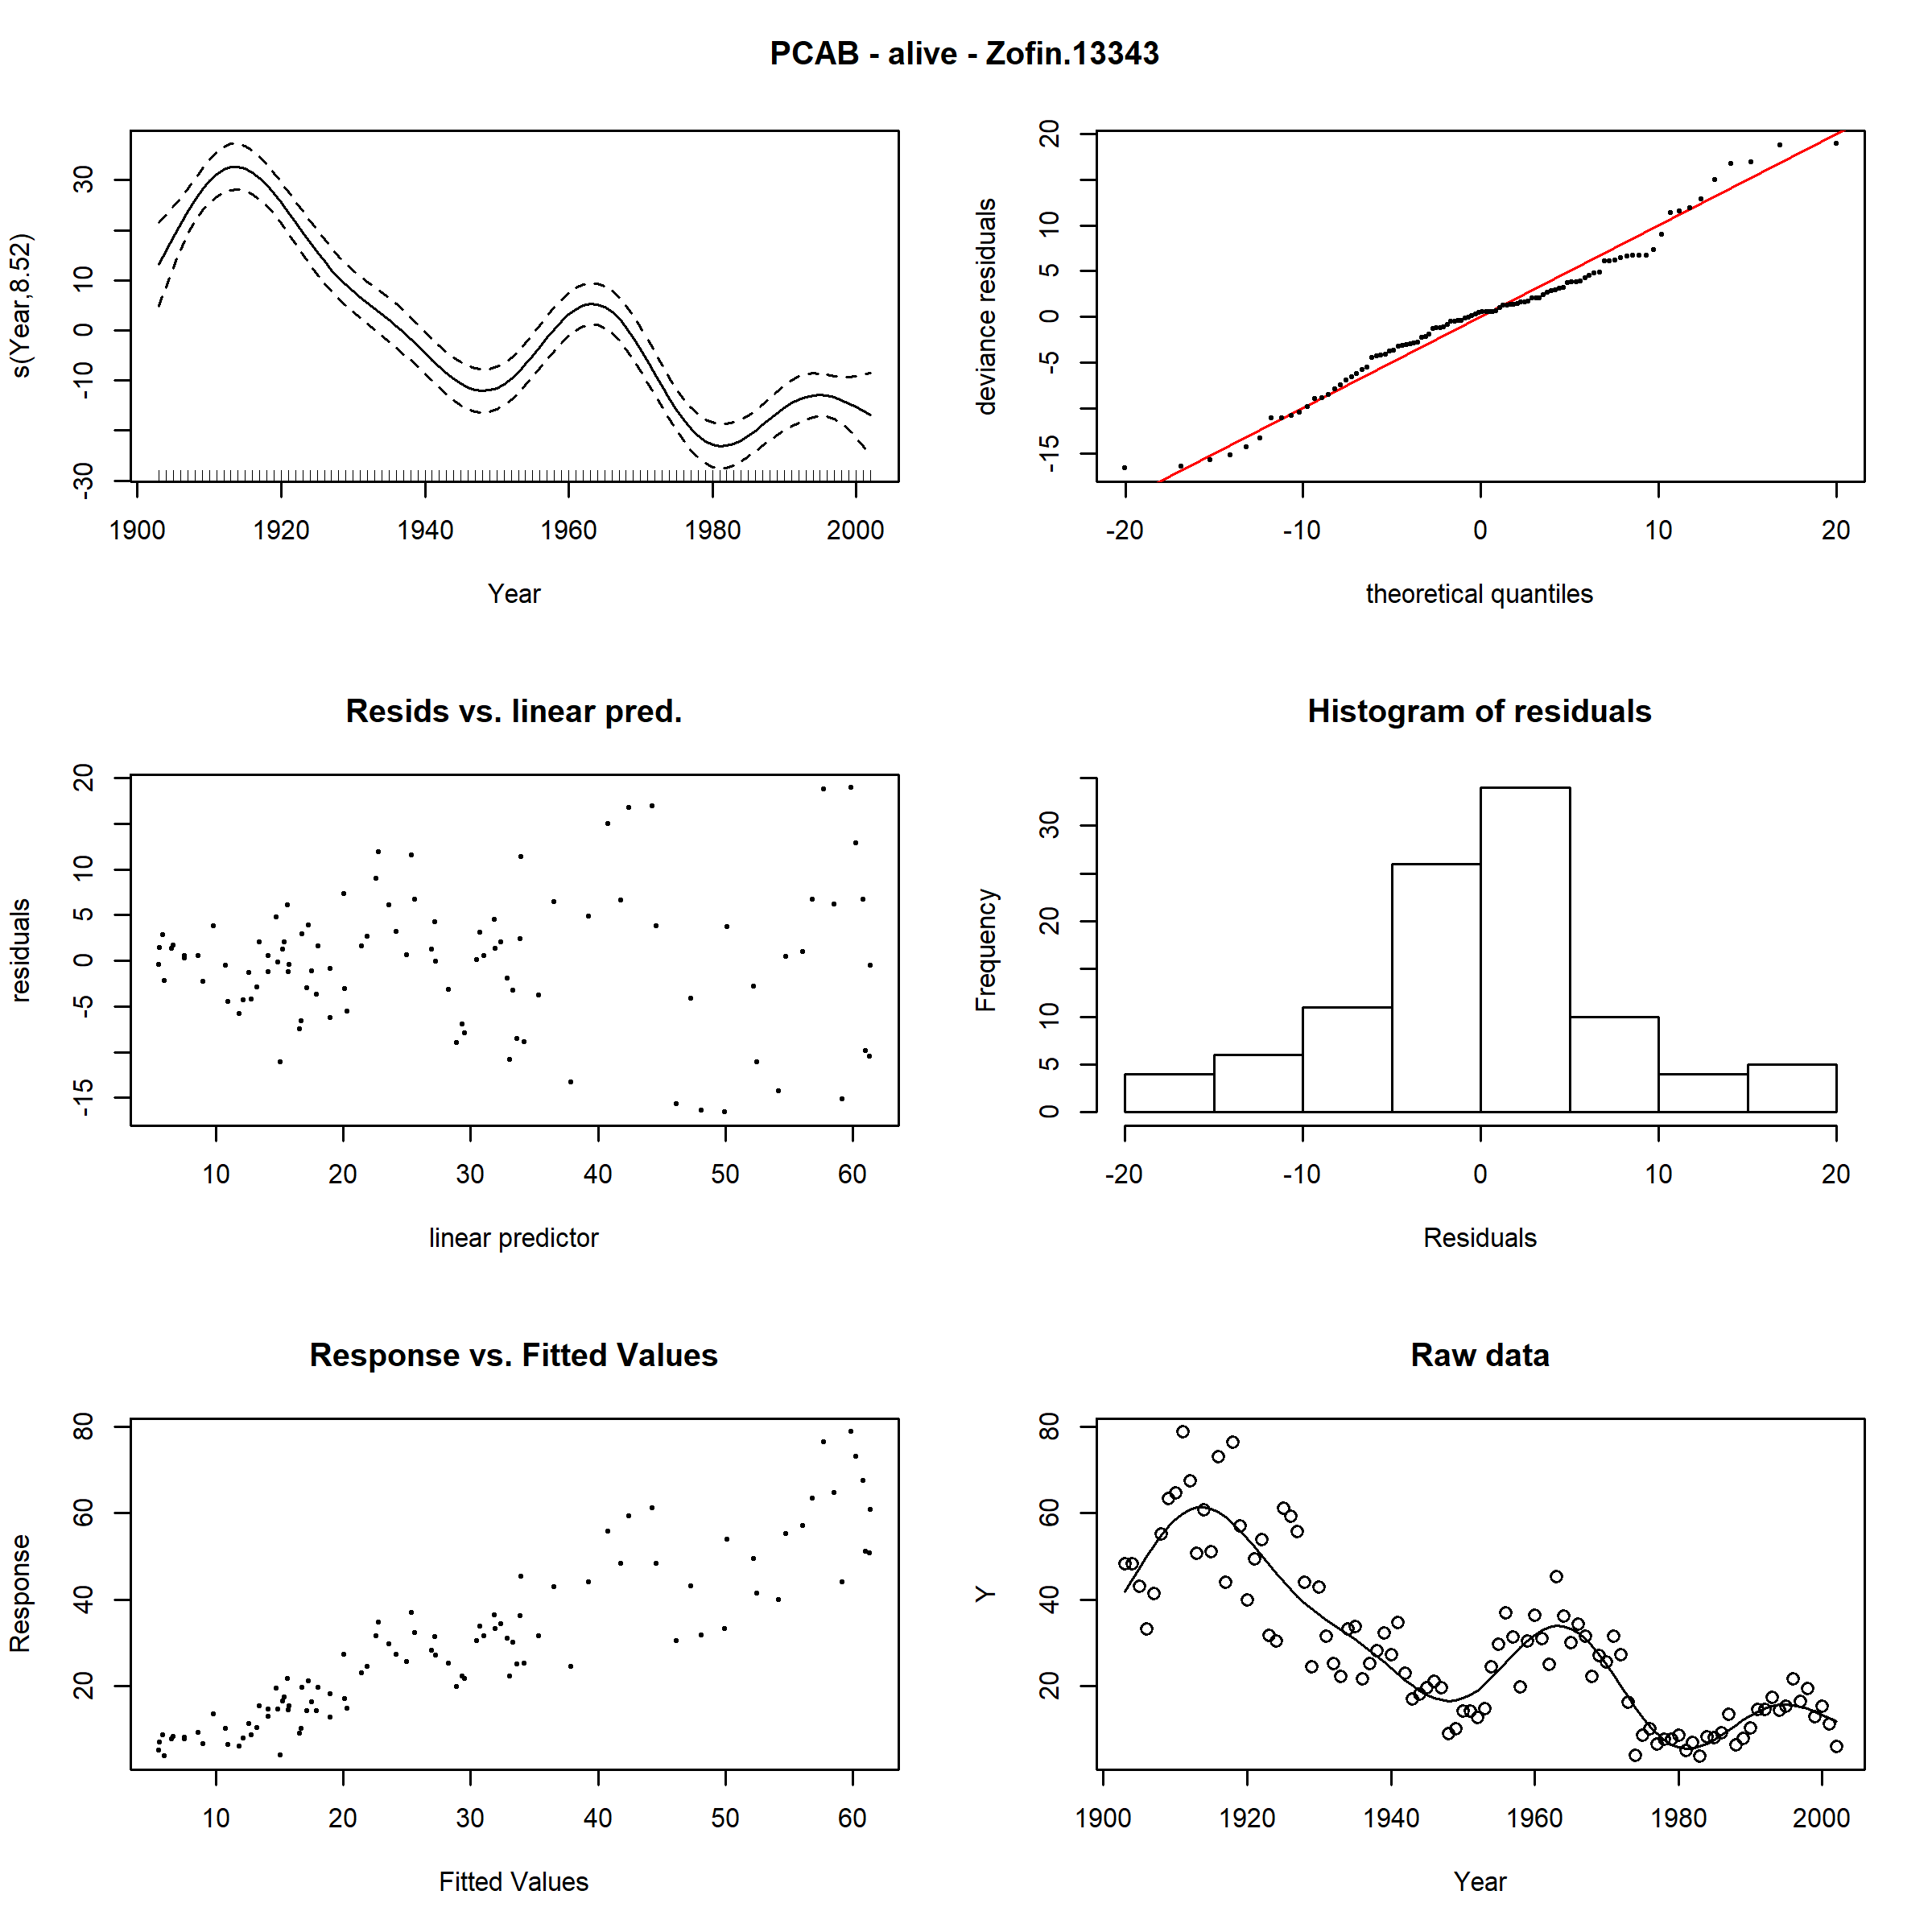 PCAB - alive - Zofin.13343
s(Year,8.52)
30
10
0
-10
-30
1900 1920 1940 1960 1980 2000
Year
deviance residuals
20
10
5
0
-5
-15
-20 -10 0 10 20
theoretical quantiles
Resids vs. linear pred.
residuals
20
10
5
0
-5
-15
10 20 30 40 50 60
linear predictor
Histogram of residuals
Frequency
30
20
10
5
0
-20 -10 0 10 20
Residuals
Response vs. Fitted Values
Response
80
60
40
20
10 20 30 40 50 60
Fitted Values
Raw data
Y
80
60
40
20
1900 1920 1940 1960 1980 2000
Year